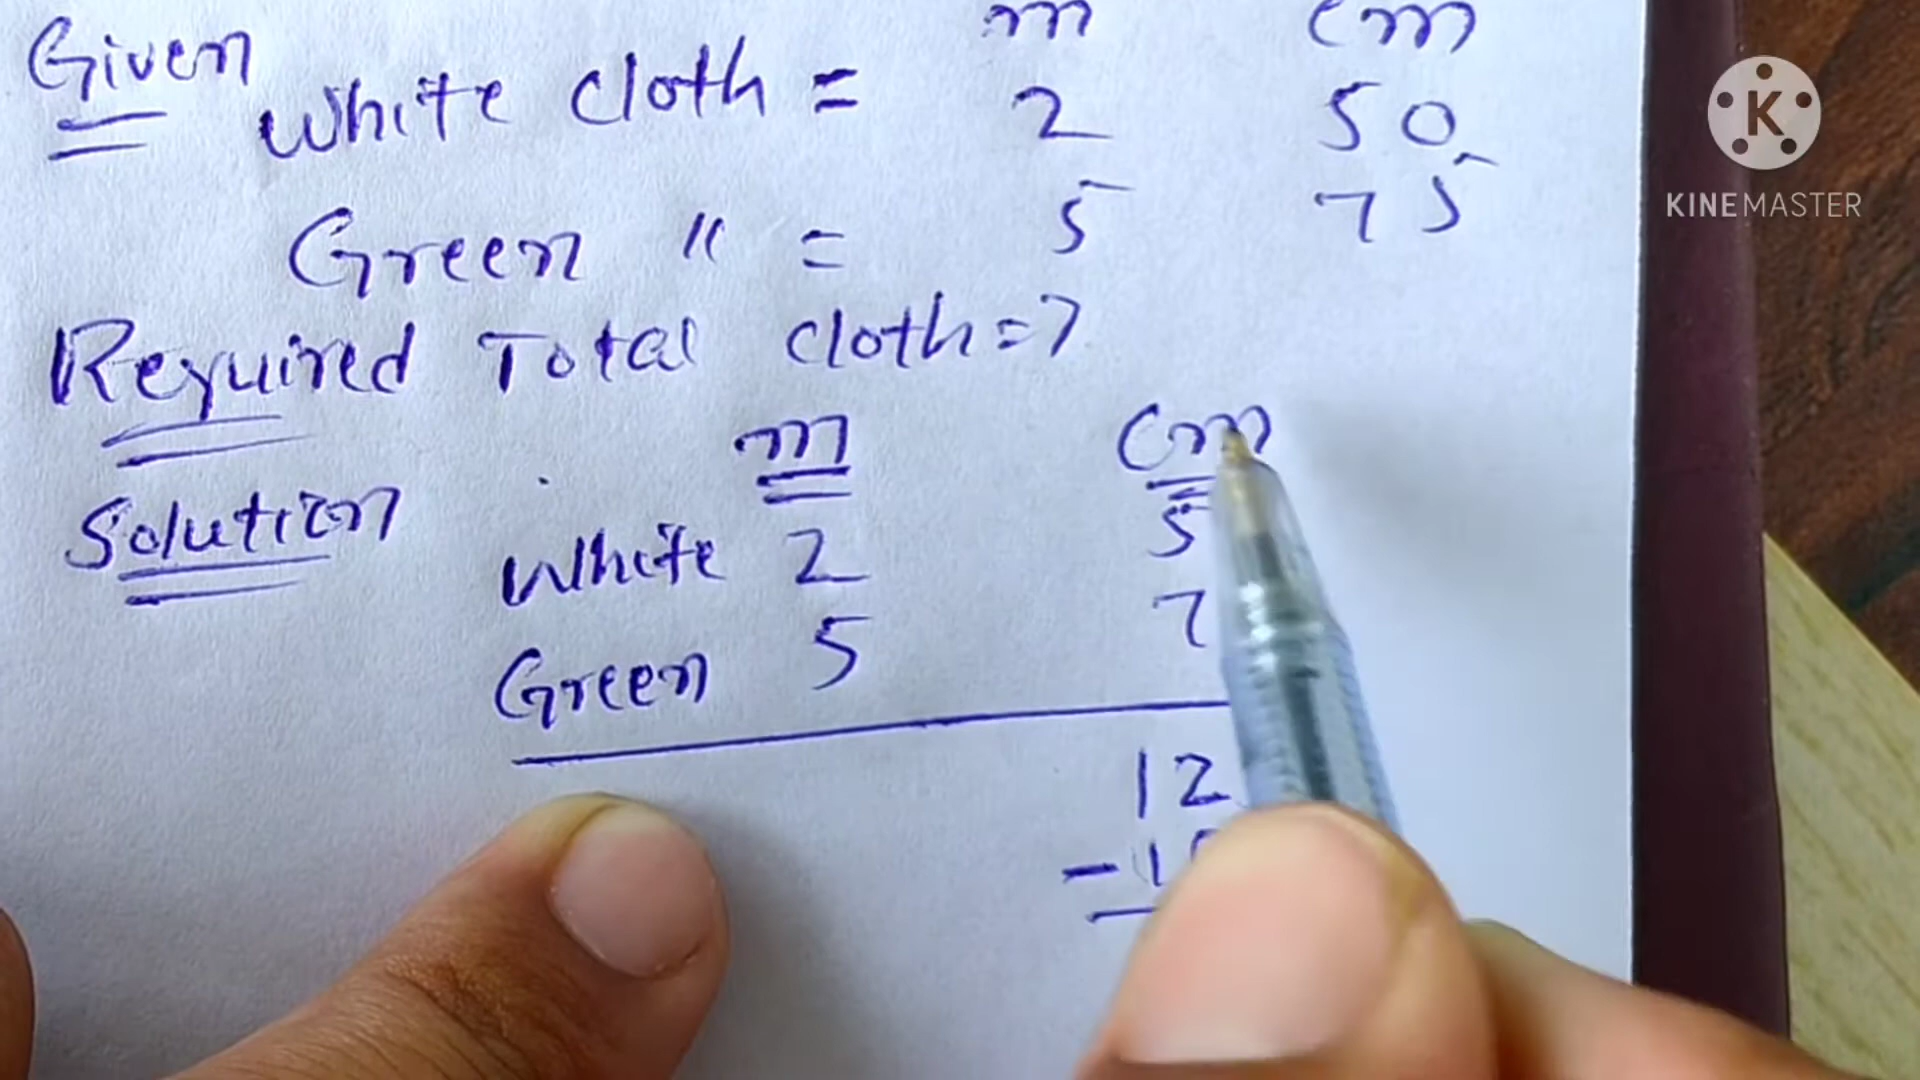 m cm
Given White cloth = 2 50
Green " = 5 75
Required Total cloth=?
m cm
Solution White 2 5
Green 5 7
12
-1
K
KINEMASTER